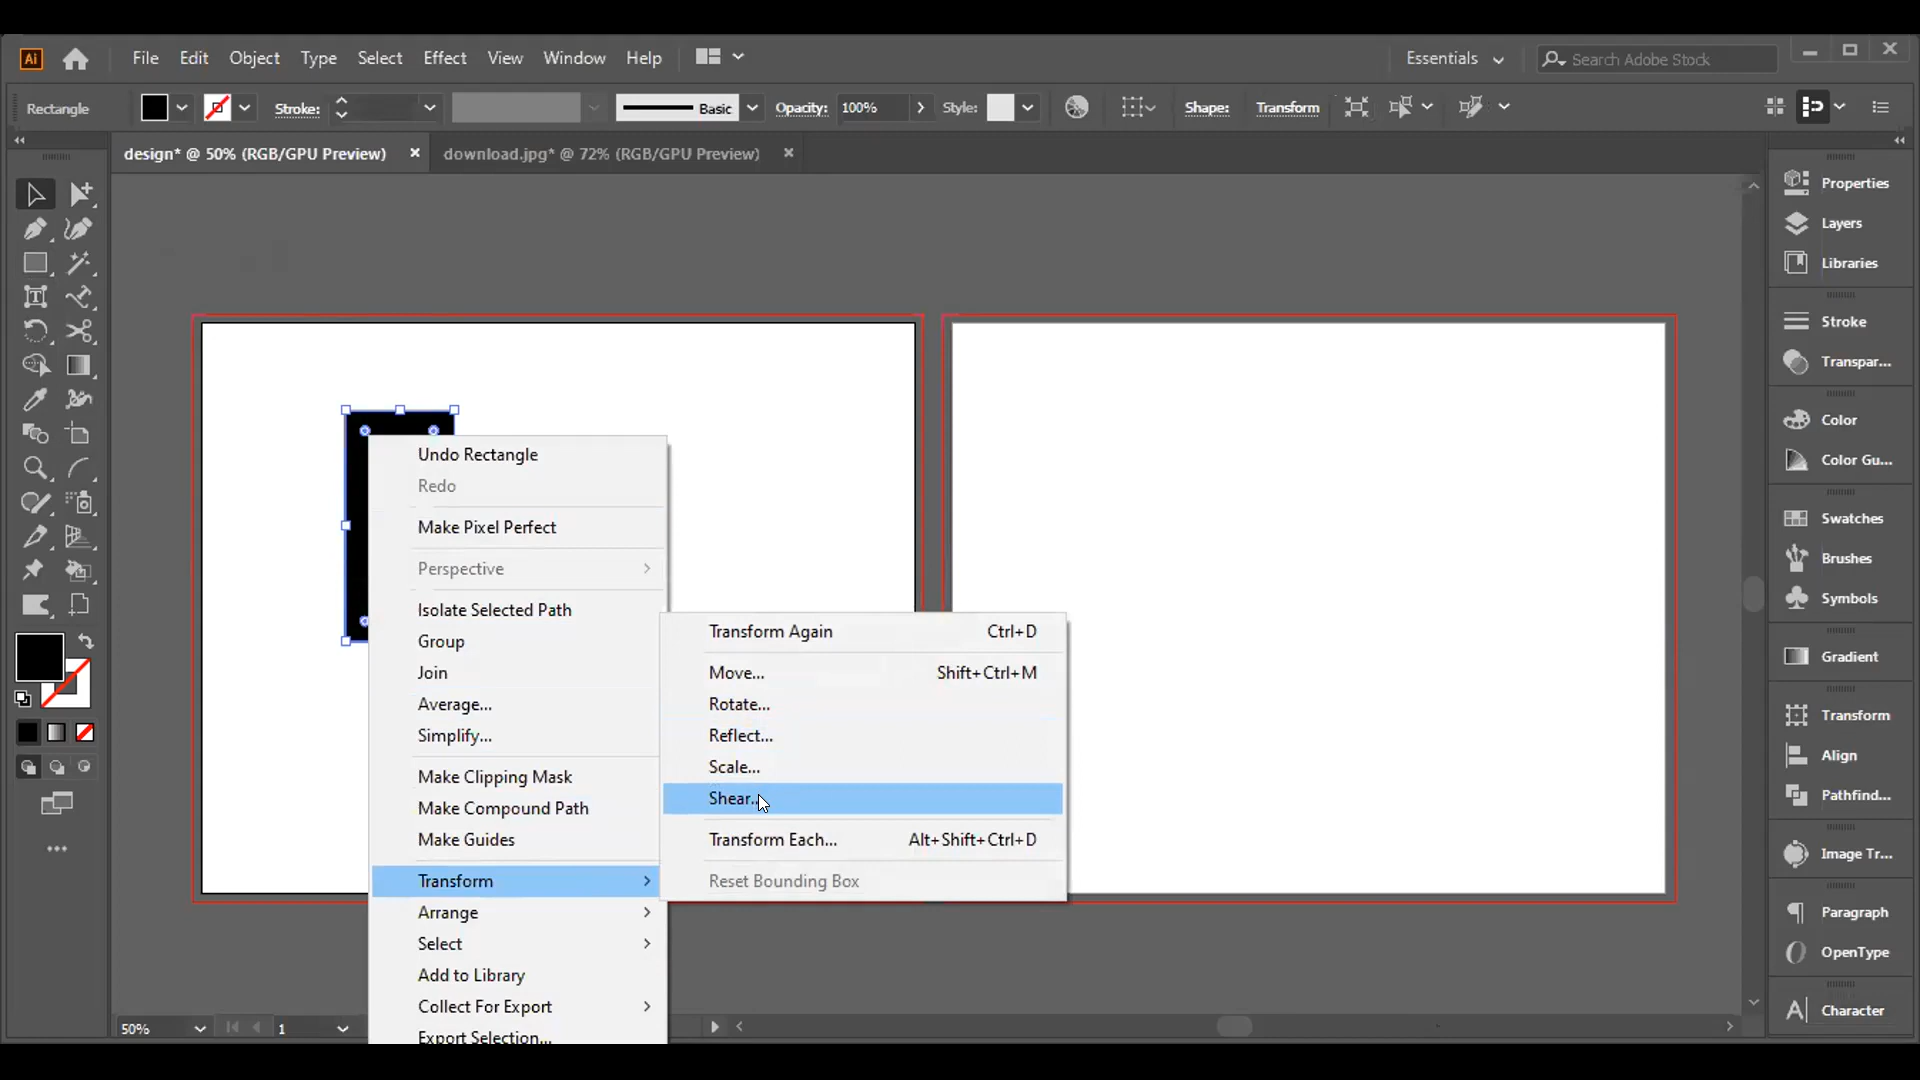 Ai File Edit Object Type Select Effect View Window Help Essentials Search Adobe Stock
Rectangle Stroke: Basic Opacity: 100% Style: Shape: Transform
design* @ 50% (RGB/GPU Preview) download.jpg* @ 72% (RGB/GPU Preview)
Undo Rectangle
Redo
Make Pixel Perfect
Perspective
Isolate Selected Path
Group
Join
Average...
Simplify...
Make Clipping Mask
Make Compound Path
Make Guides
Transform
Arrange
Select
Add to Library
Collect For Export
Export Selection...
Transform Again Ctrl+D
Move... Shift+Ctrl+M
Rotate...
Reflect...
Scale...
Shear...
Transform Each... Alt+Shift+Ctrl+D
Reset Bounding Box
Properties
Layers
Libraries
Stroke
Transpar...
Color
Color Gu...
Swatches
Brushes
Symbols
Gradient
Transform
Align
Pathfind...
Image Tr...
Paragraph
OpenType
Character
50% 1